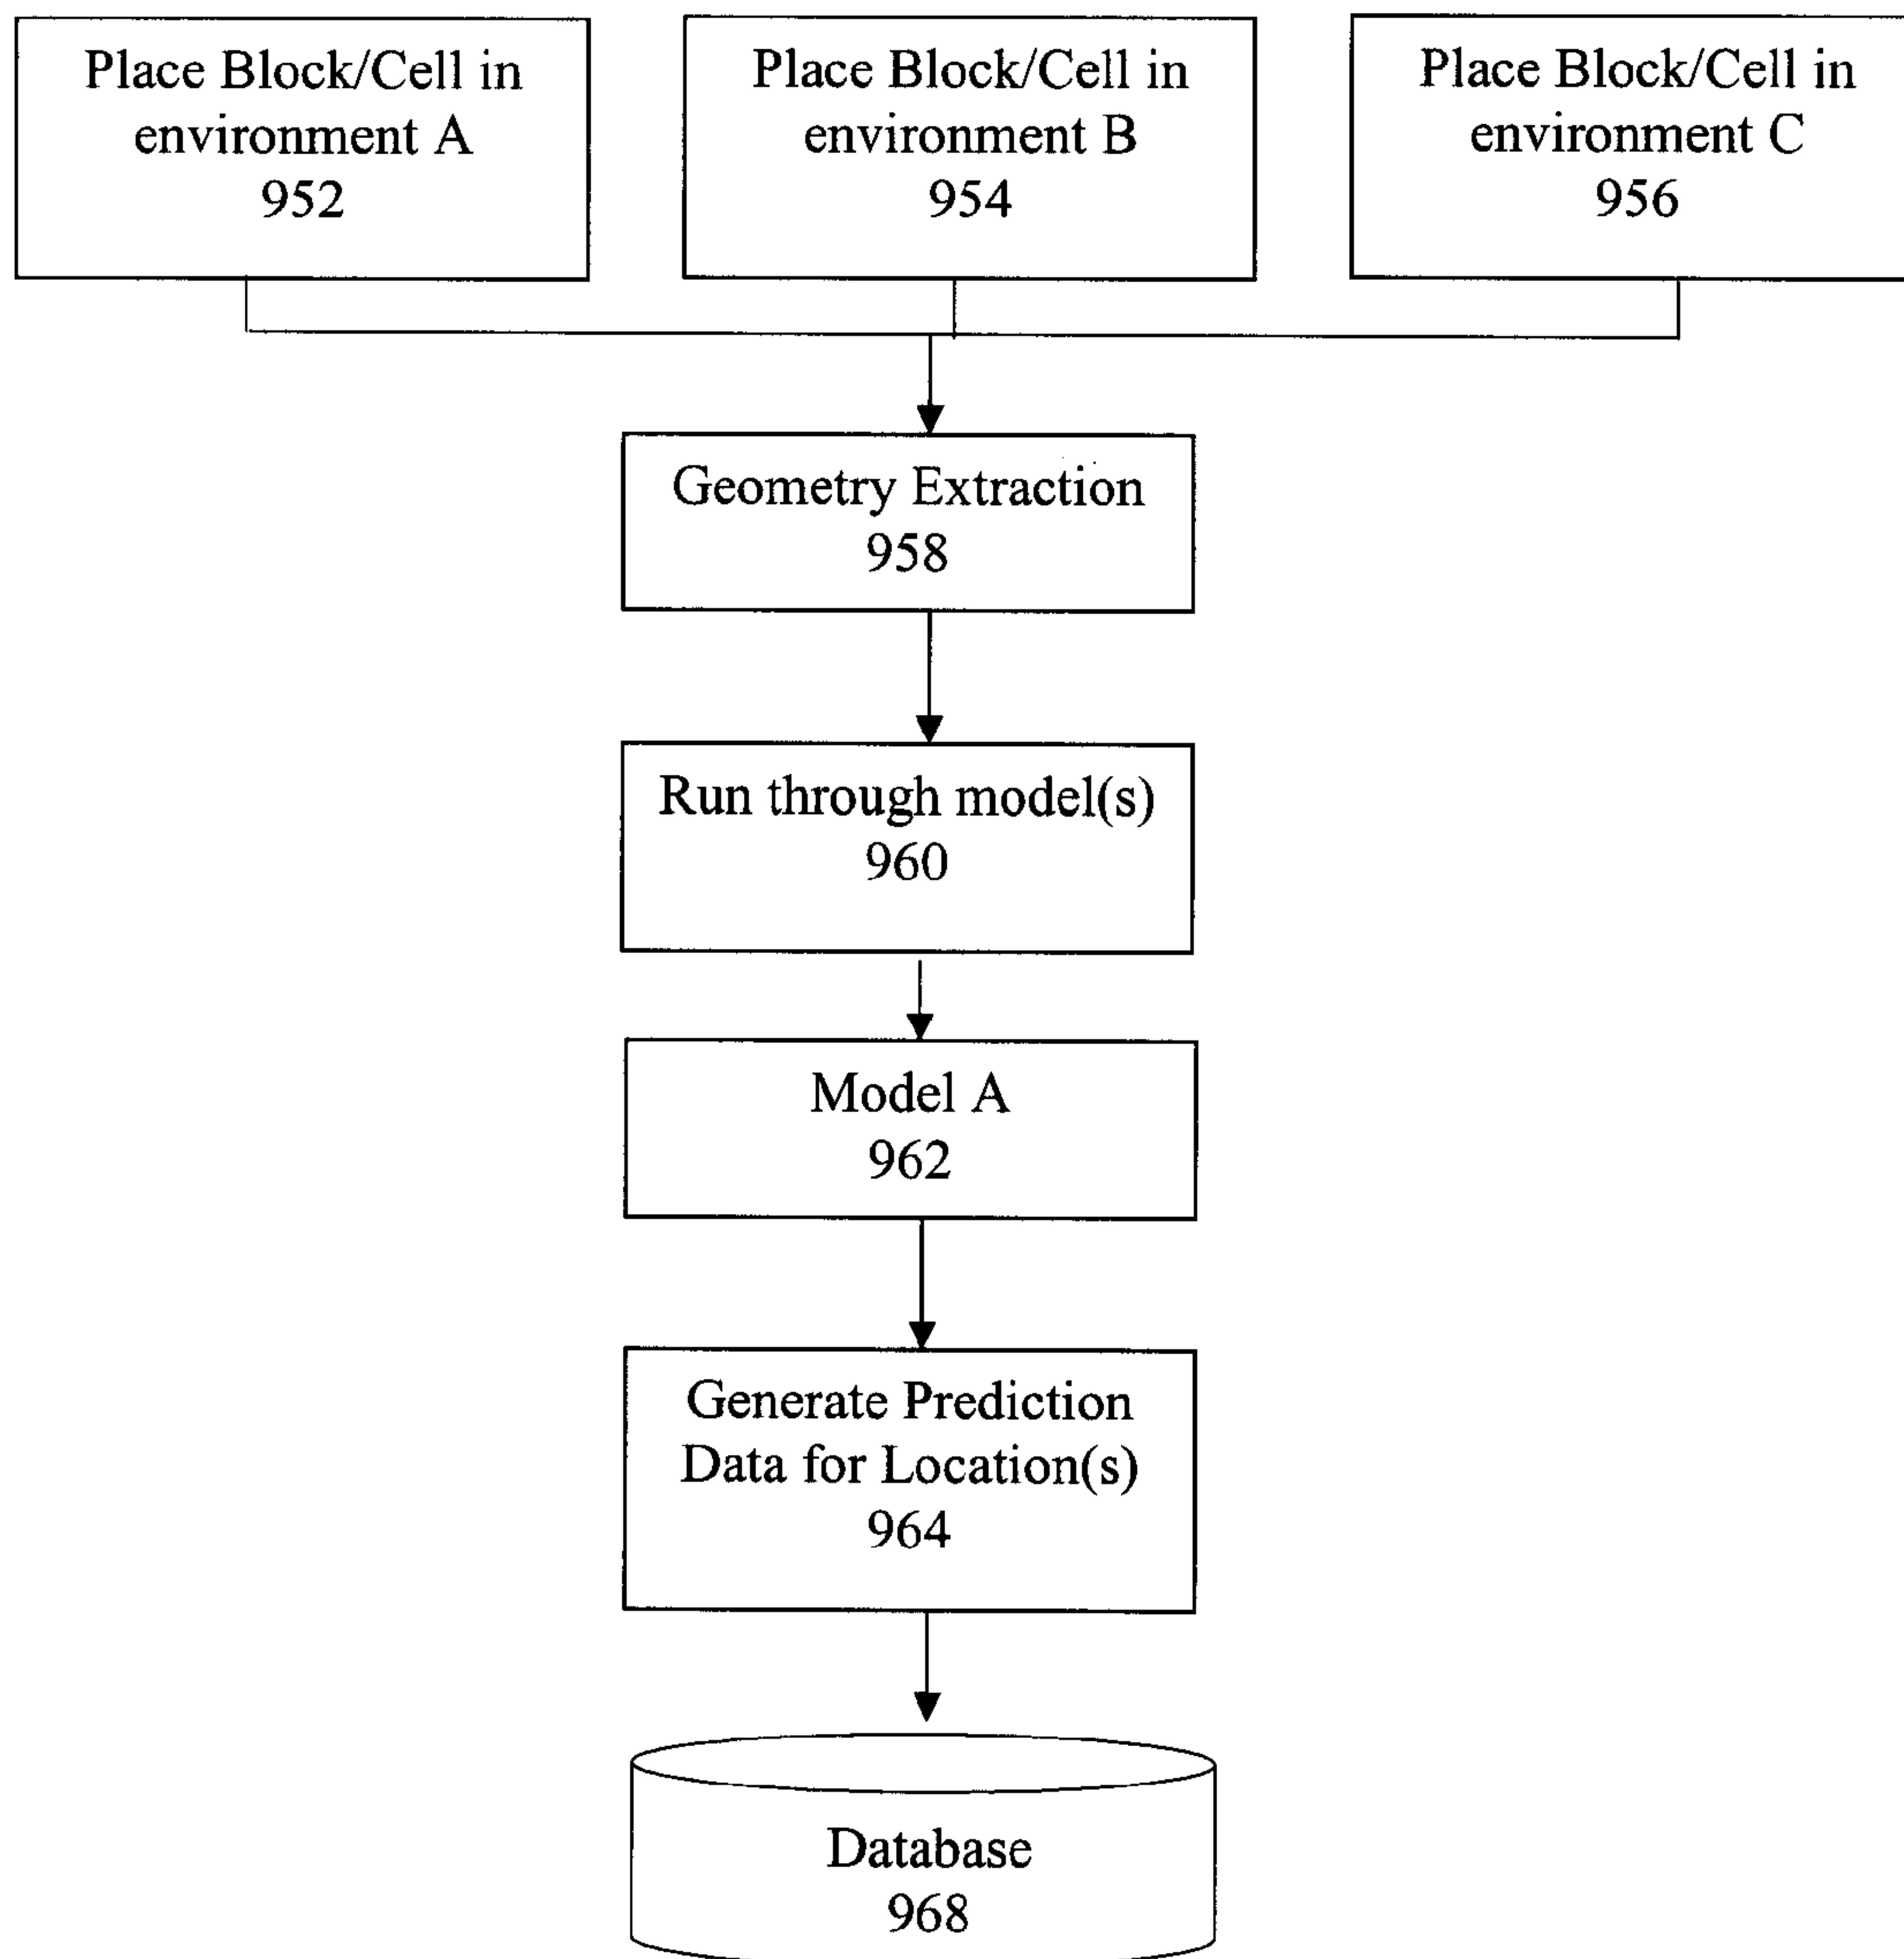 Place Block/Cell in
environment A
952
Place Block/Cell in
environment B
954
Place Block/Cell in
environment C
956
Geometry Extraction
958
Run through model(s)
960
Model A
962
Generate Prediction
Data for Location(s)
964
Database
968